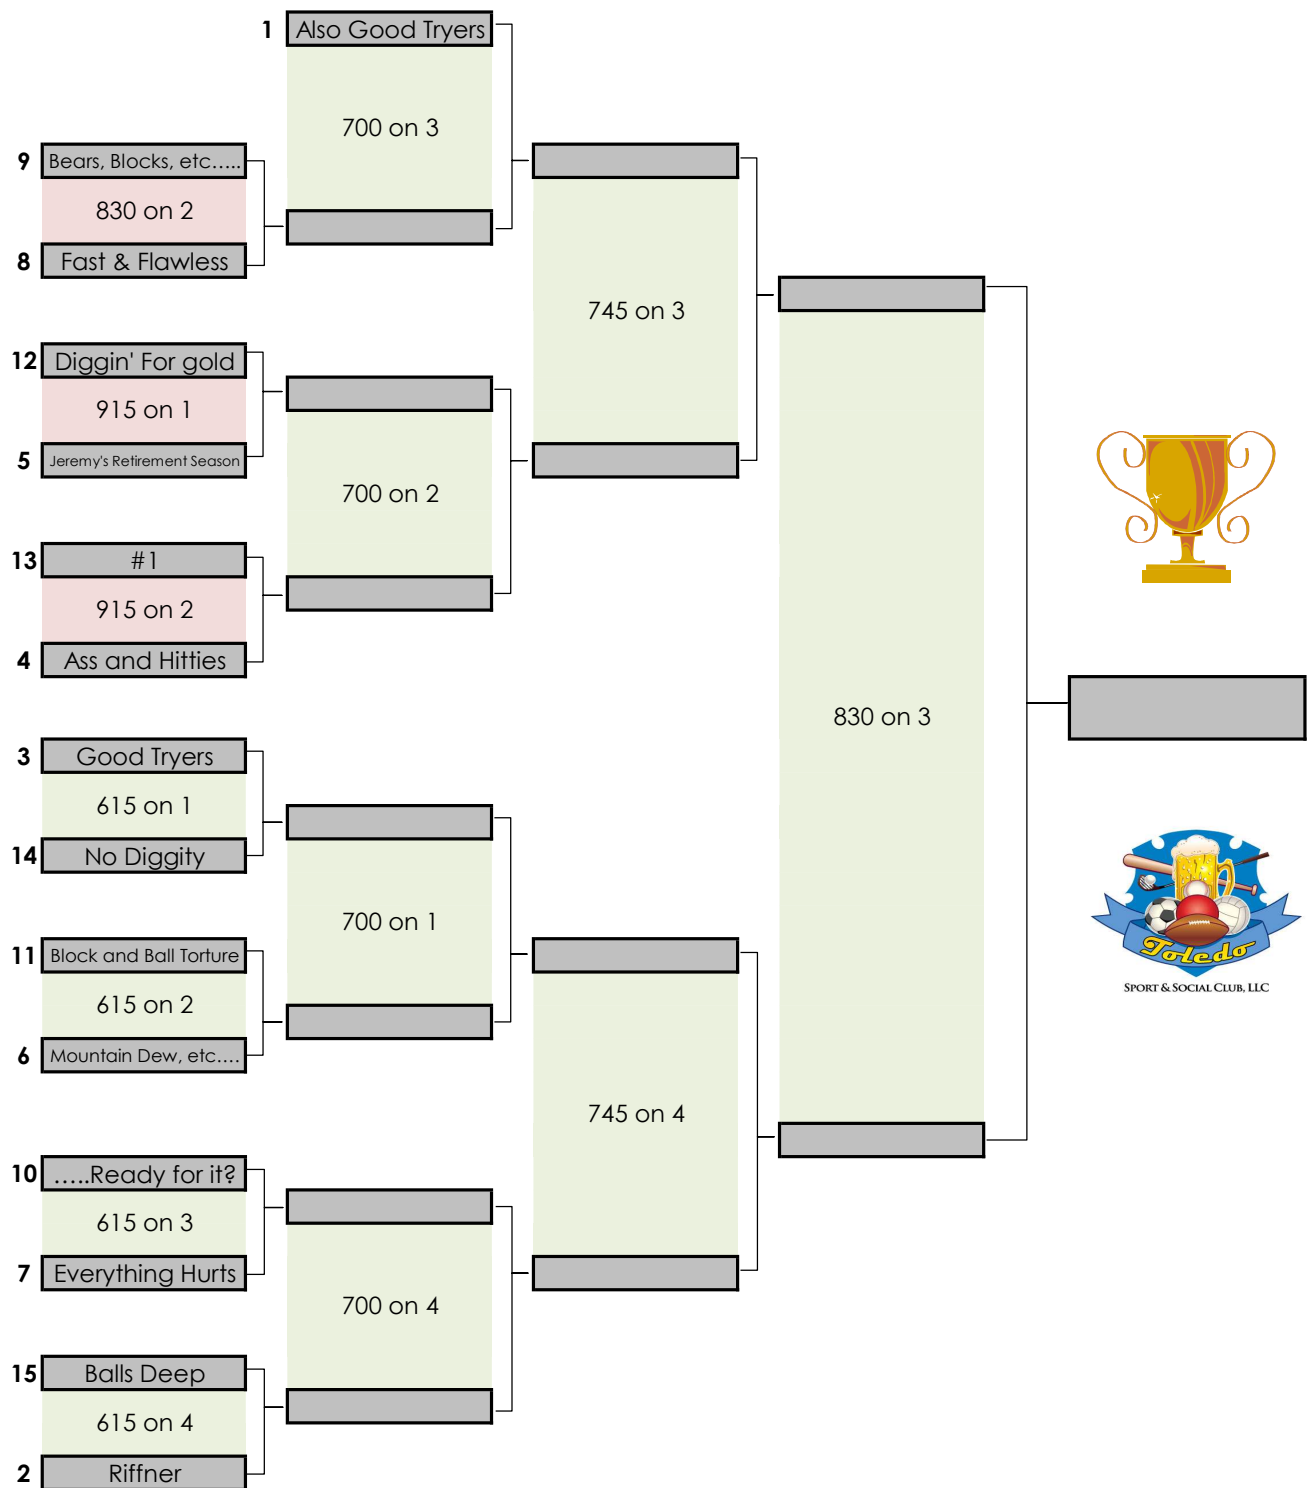 1 Also Good Tryers
700 on 3
9 Bears, Blocks, etc…..
830 on 2
8 Fast & Flawless
745 on 3
12 Diggin' For gold
915 on 1
5 Jeremy's Retirement Season
700 on 2
13 #1
915 on 2
4 Ass and Hitties
830 on 3
3 Good Tryers
615 on 1
14 No Diggity
700 on 1
11 Block and Ball Torture
615 on 2
6 Mountain Dew, etc….
745 on 4
10 …..Ready for it?
615 on 3
7 Everything Hurts
700 on 4
15 Balls Deep
615 on 4
2 Riffner
Toledo
SPORT & SOCIAL CLUB, LLC